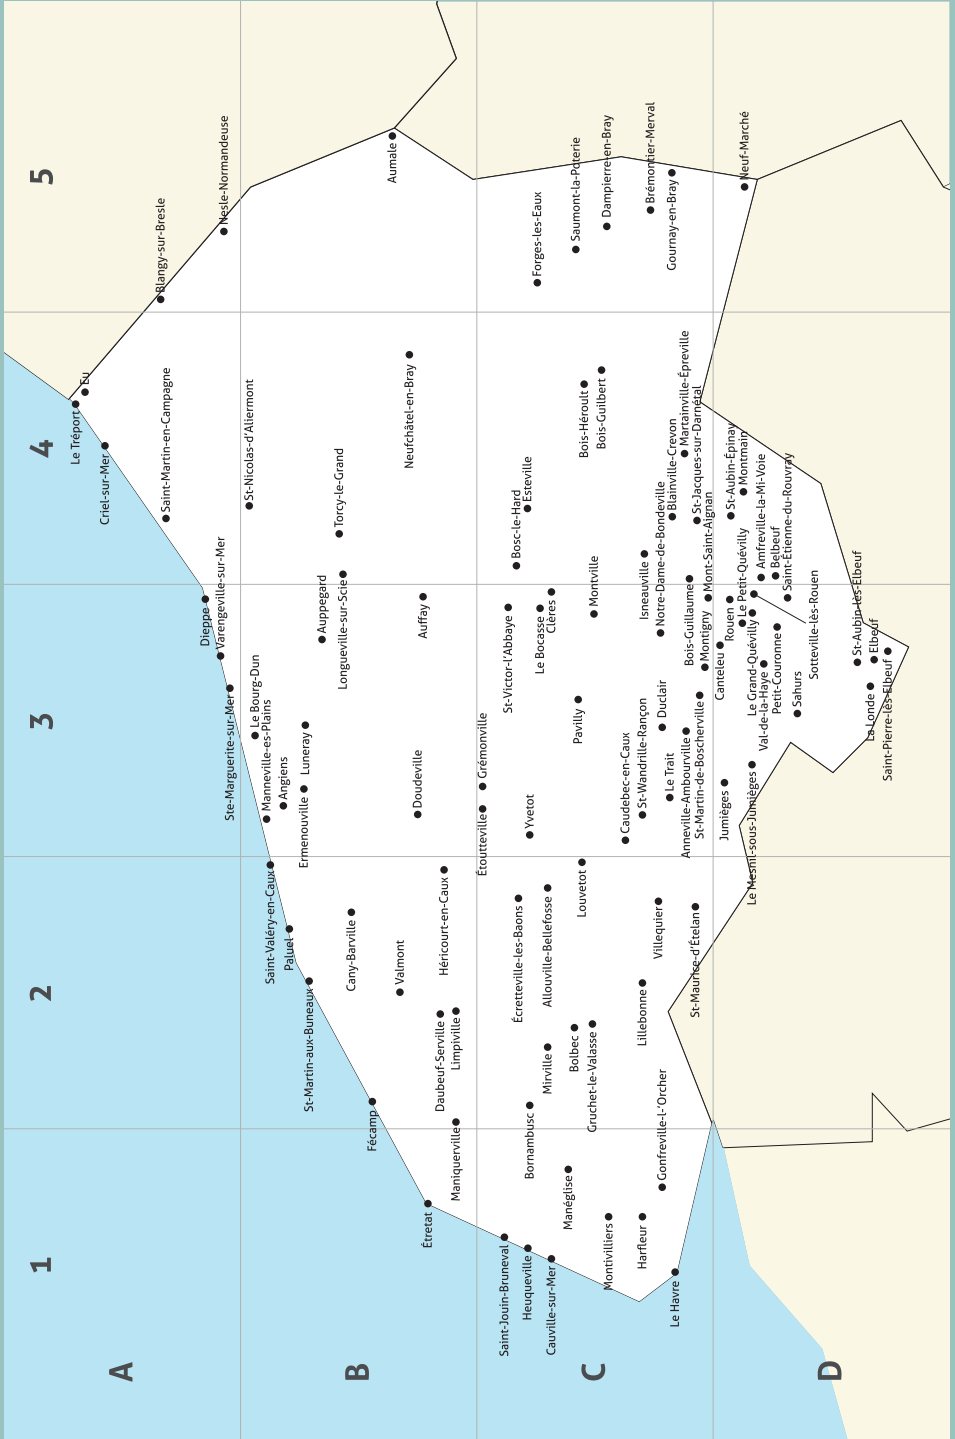 1
2
3
4
5
A
B
C
D
Le Tréport
Eu
Criel-sur-Mer
Blangy-sur-Bresle
Saint-Martin-en-Campagne
Dieppe
Varengeville-sur-Mer
Nesle-Normandeuse
Ste-Marguerite-sur-Mer
St-Nicolas-d'Aliermont
Le Bourg-Dun
Manneville-es-Plains
Saint-Valéry-en-Caux
Angiens
Paluel
Ermenouville
Luneray
St-Martin-aux-Buneaux
Auppegard
Torcy-le-Grand
Longueville-sur-Scie
Cany-Barville
Fécamp
Aumale
Valmont
Neufchâtel-en-Bray
Doudeville
Auffay
Étretat
Daubeuf-Serville
Héricourt-en-Caux
Limpiville
Maniquerville
Étoutteville
Grémonville
Saint-Jouin-Bruneval
St-Victor-l'Abbaye
Bosc-le-Hard
Écretteville-les-Baons
Heuqueville
Bornambusc
Yvetot
Esteville
Forges-les-Eaux
Le Bocasse
Mirville
Allouville-Bellefosse
Cauville-sur-Mer
Clères
Manéglise
Bolbec
Saumont-la-Poterie
Pavilly
Louvetot
Bois-Héroult
Gruchet-le-Valasse
Montville
Bois-Guilbert
Dampierre-en-Bray
Montivilliers
Caudebec-en-Caux
Harfleur
Lillebonne
St-Wandrille-Rançon
Isneauville
Brémontier-Merval
Villequier
Notre-Dame-de-Bondeville
Gonfreville-l-'Orcher
Duclair
Le Trait
Blainville-Crevon
Gournay-en-Bray
Le Havre
Martainville-Épreville
Anneville-Ambourville
Bois-Guillaume
St-Maurice-d'Ételan
St-Jacques-sur-Darnétal
St-Martin-de-Boscherville
Montigny
Mont-Saint-Aignan
Canteleu
Jumièges
Rouen
St-Aubin-Épinay
Le Petit-Quévilly
Montmain
Neuf-Marché
Le Mesnil-sous-Jumièges
Le Grand-Quévilly
Amfreville-la-Mi-Voie
Val-de-la-Haye
Belbeuf
Petit-Couronne
Saint-Étienne-du-Rouvray
Sahurs
Sotteville-lès-Rouen
St-Aubin-lès-Elbeuf
La Londe
Elbeuf
Saint-Pierre-lès-Elbeuf